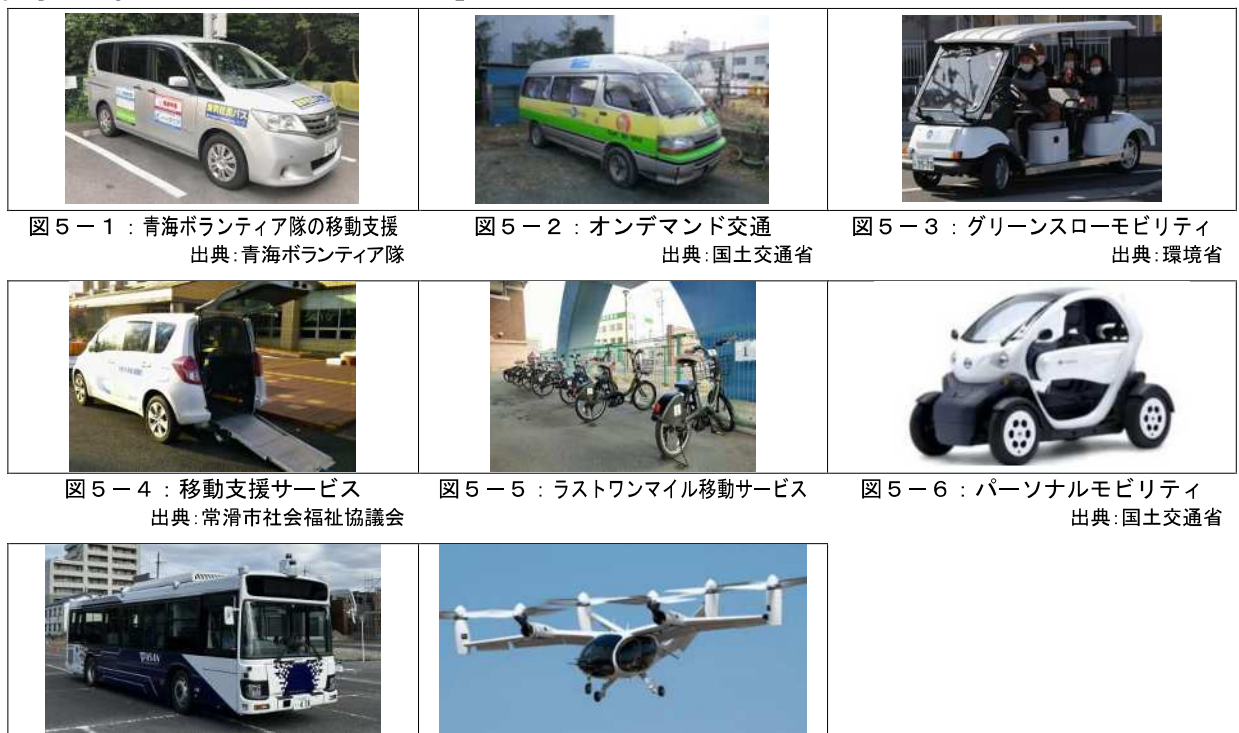 図5-1:青海ボランティア隊の移動支援
出典:青海ボランティア隊
図5-2:オンデマンド交通
出典:国土交通省
図5-3:グリーンスローモビリティ
出典:環境省
図5-4:移動支援サービス
出典:常滑市社会福祉協議会
図5-5:ラストワンマイル移動サービス
図5-6:パーソナルモビリティ
出典:国土交通省